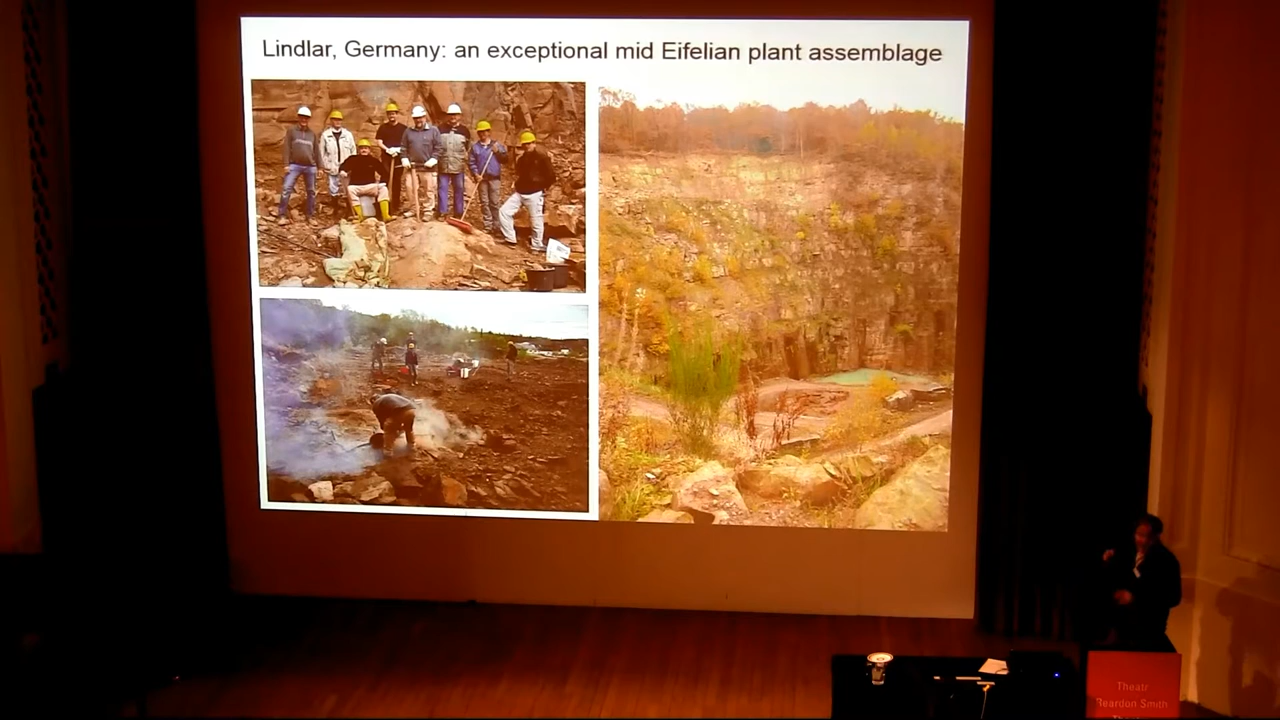 Lindlar, Germany: an exceptional mid Eifelian plant assemblage
Theatr
Reardon Smith